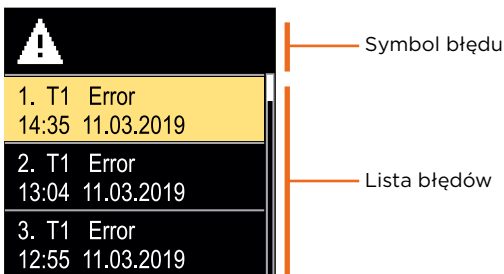 Symbol błędu
1. T1 Error
14:35 11.03.2019
2. T1 Error
13:04 11.03.2019
3. T1 Error
12:55 11.03.2019
Lista błędów